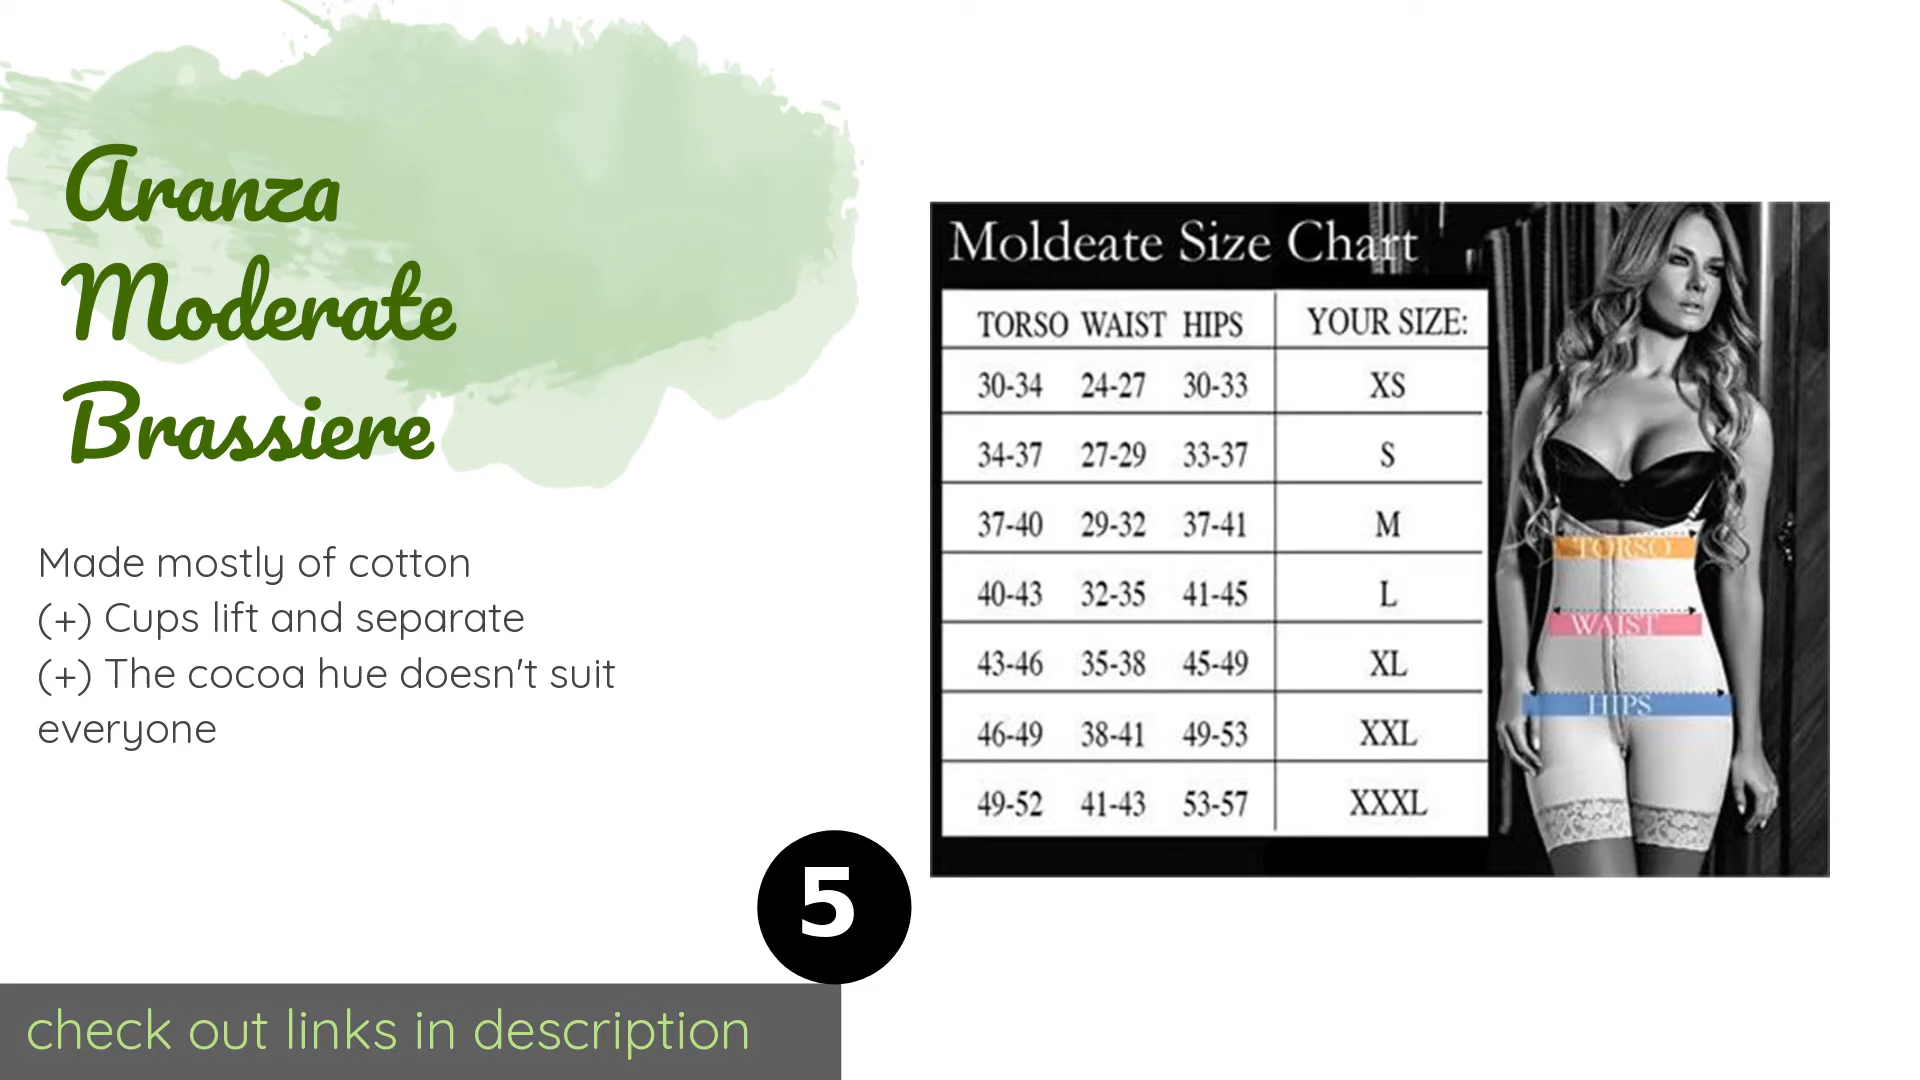 Aranza
Moderate
Brassiere
Made mostly of cotton
(+) Cups lift and separate
(+) The cocoa hue doesn't suit
everyone
5
check out links in description
Moldeate Size Chart
TORSO WAIST HIPS YOUR SIZE:
30-34 24-27 30-33 XS
34-37 27-29 33-37 S
37-40 29-32 37-41 M
40-43 32-35 41-45 L
43-46 35-38 45-49 XL
46-49 38-41 49-53 XXL
49-52 41-43 53-57 XXXL
TORSO
WAIST
HIPS